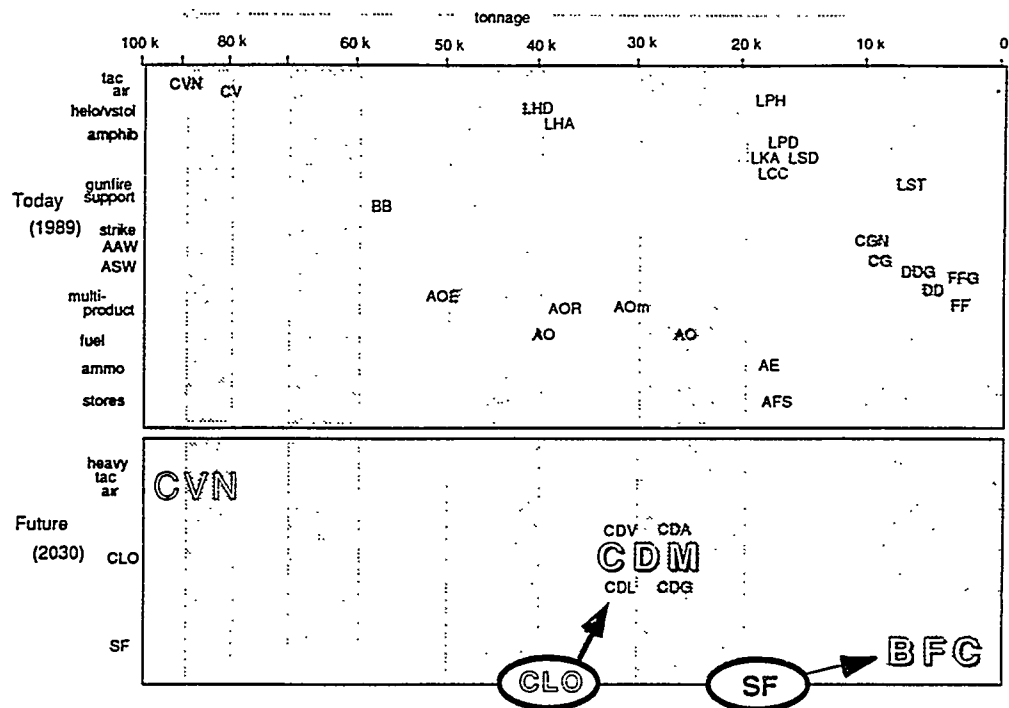 tonnage
100 k 80 k 60 k 50 k 40 k 30 k 20 k 10 k 0
tac
air
CVN CV
LPH
helo/vstol
LHD
LHA
amphib
LPD
LKA LSD
LCC
gunfire
support
LST
Today
(1989)
BB
strike
AAW
CGN
ASW
CG
DDG FFG
DD
multi-
product
AOE
AOR AOm
FF
fuel
AO AO
ammo
AE
stores
AFS
heavy
tac
air
CVN
Future
(2030)
CLO
CDV CDA
CDM
CDL CDG
SF
BFC
CLO
SF